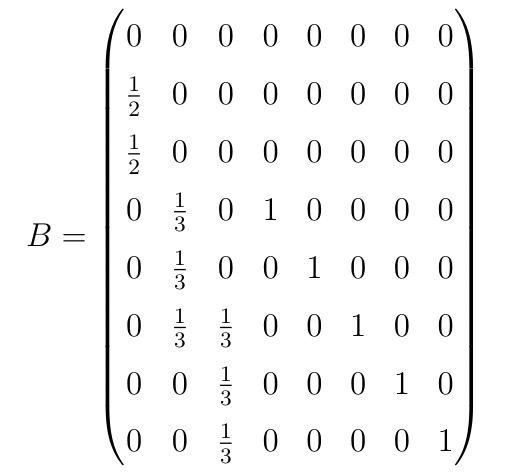 0 0 0 0 0 0 0 0
1/2 0 0 0 0 0 0 0
1/2 0 0 0 0 0 0 0
0 1/3 0 1 0 0 0 0
B = 0 1/3 0 0 1 0 0 0
0 1/3 1/3 0 0 1 0 0
0 0 1/3 0 0 0 1 0
0 0 1/3 0 0 0 0 1